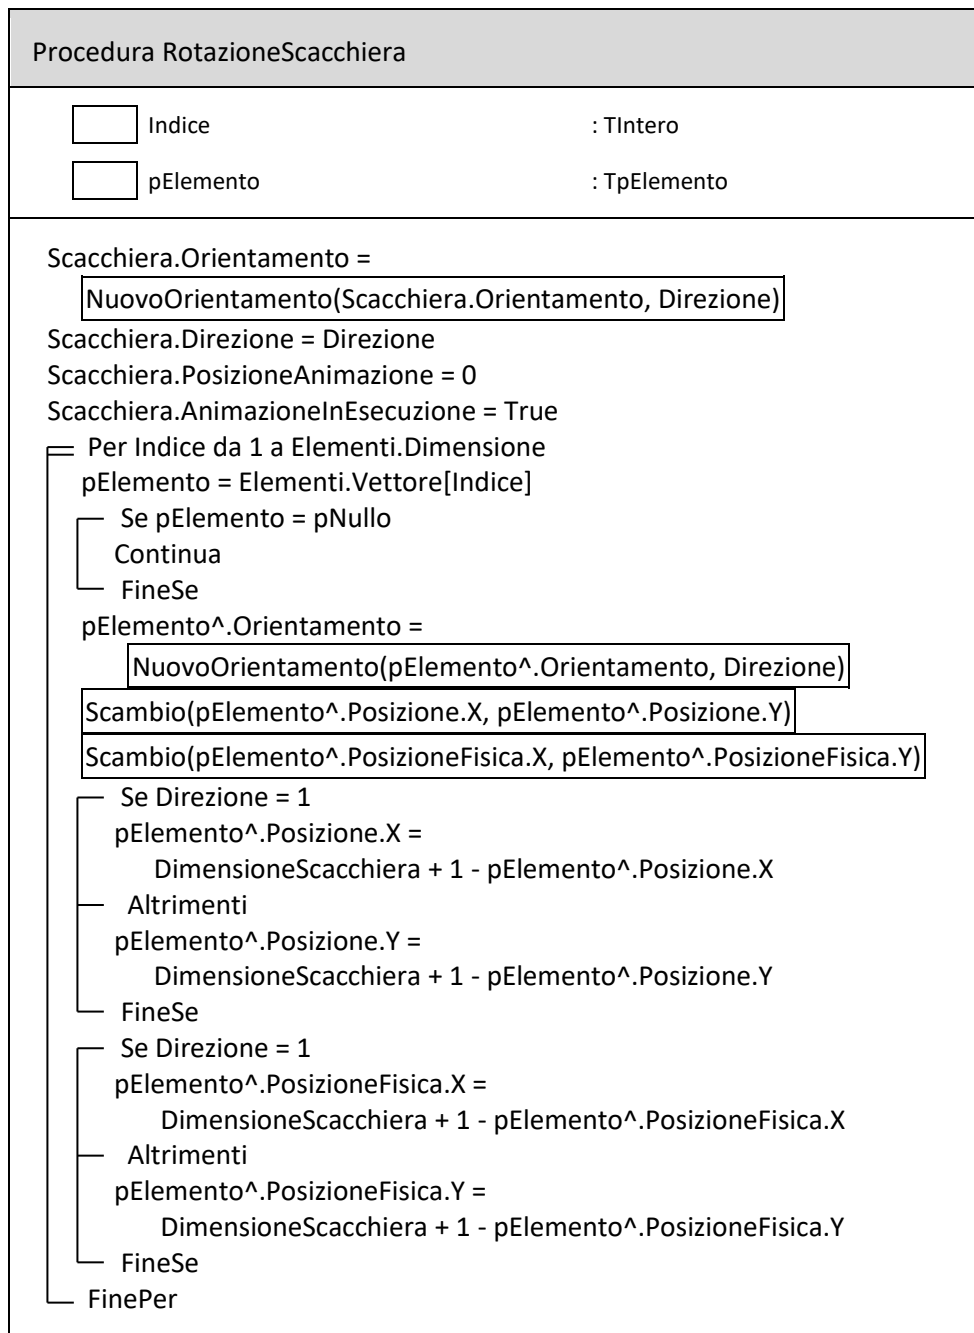 Procedura RotazioneScacchiera
Indice : TIntero
pElemento : TpElemento
Scacchiera.Orientamento =
NuovoOrientamento(Scacchiera.Orientamento, Direzione)
Scacchiera.Direzione = Direzione
Scacchiera.PosizioneAnimazione = 0
Scacchiera.AnimazioneInEsecuzione = True
Per Indice da 1 a Elementi.Dimensione
pElemento = Elementi.Vettore[Indice]
Se pElemento = pNullo
Continua
FineSe
pElemento^.Orientamento =
NuovoOrientamento(pElemento^.Orientamento, Direzione)
Scambio(pElemento^.Posizione.X, pElemento^.Posizione.Y)
Scambio(pElemento^.PosizioneFisica.X, pElemento^.PosizioneFisica.Y)
Se Direzione = 1
pElemento^.Posizione.X =
DimensioneScacchiera + 1 - pElemento^.Posizione.X
Altrimenti
pElemento^.Posizione.Y =
DimensioneScacchiera + 1 - pElemento^.Posizione.Y
FineSe
Se Direzione = 1
pElemento^.PosizioneFisica.X =
DimensioneScacchiera + 1 - pElemento^.PosizioneFisica.X
Altrimenti
pElemento^.PosizioneFisica.Y =
DimensioneScacchiera + 1 - pElemento^.PosizioneFisica.Y
FineSe
FinePer